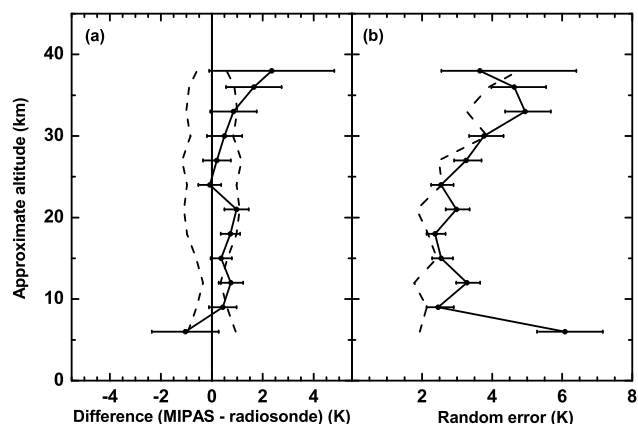 (a)
(b)
40
30
20
10
0
Approximate altitude (km)
-4
-2
0
2
4
2
4
6
8
Difference (MIPAS - radiosonde) (K)
Random error (K)